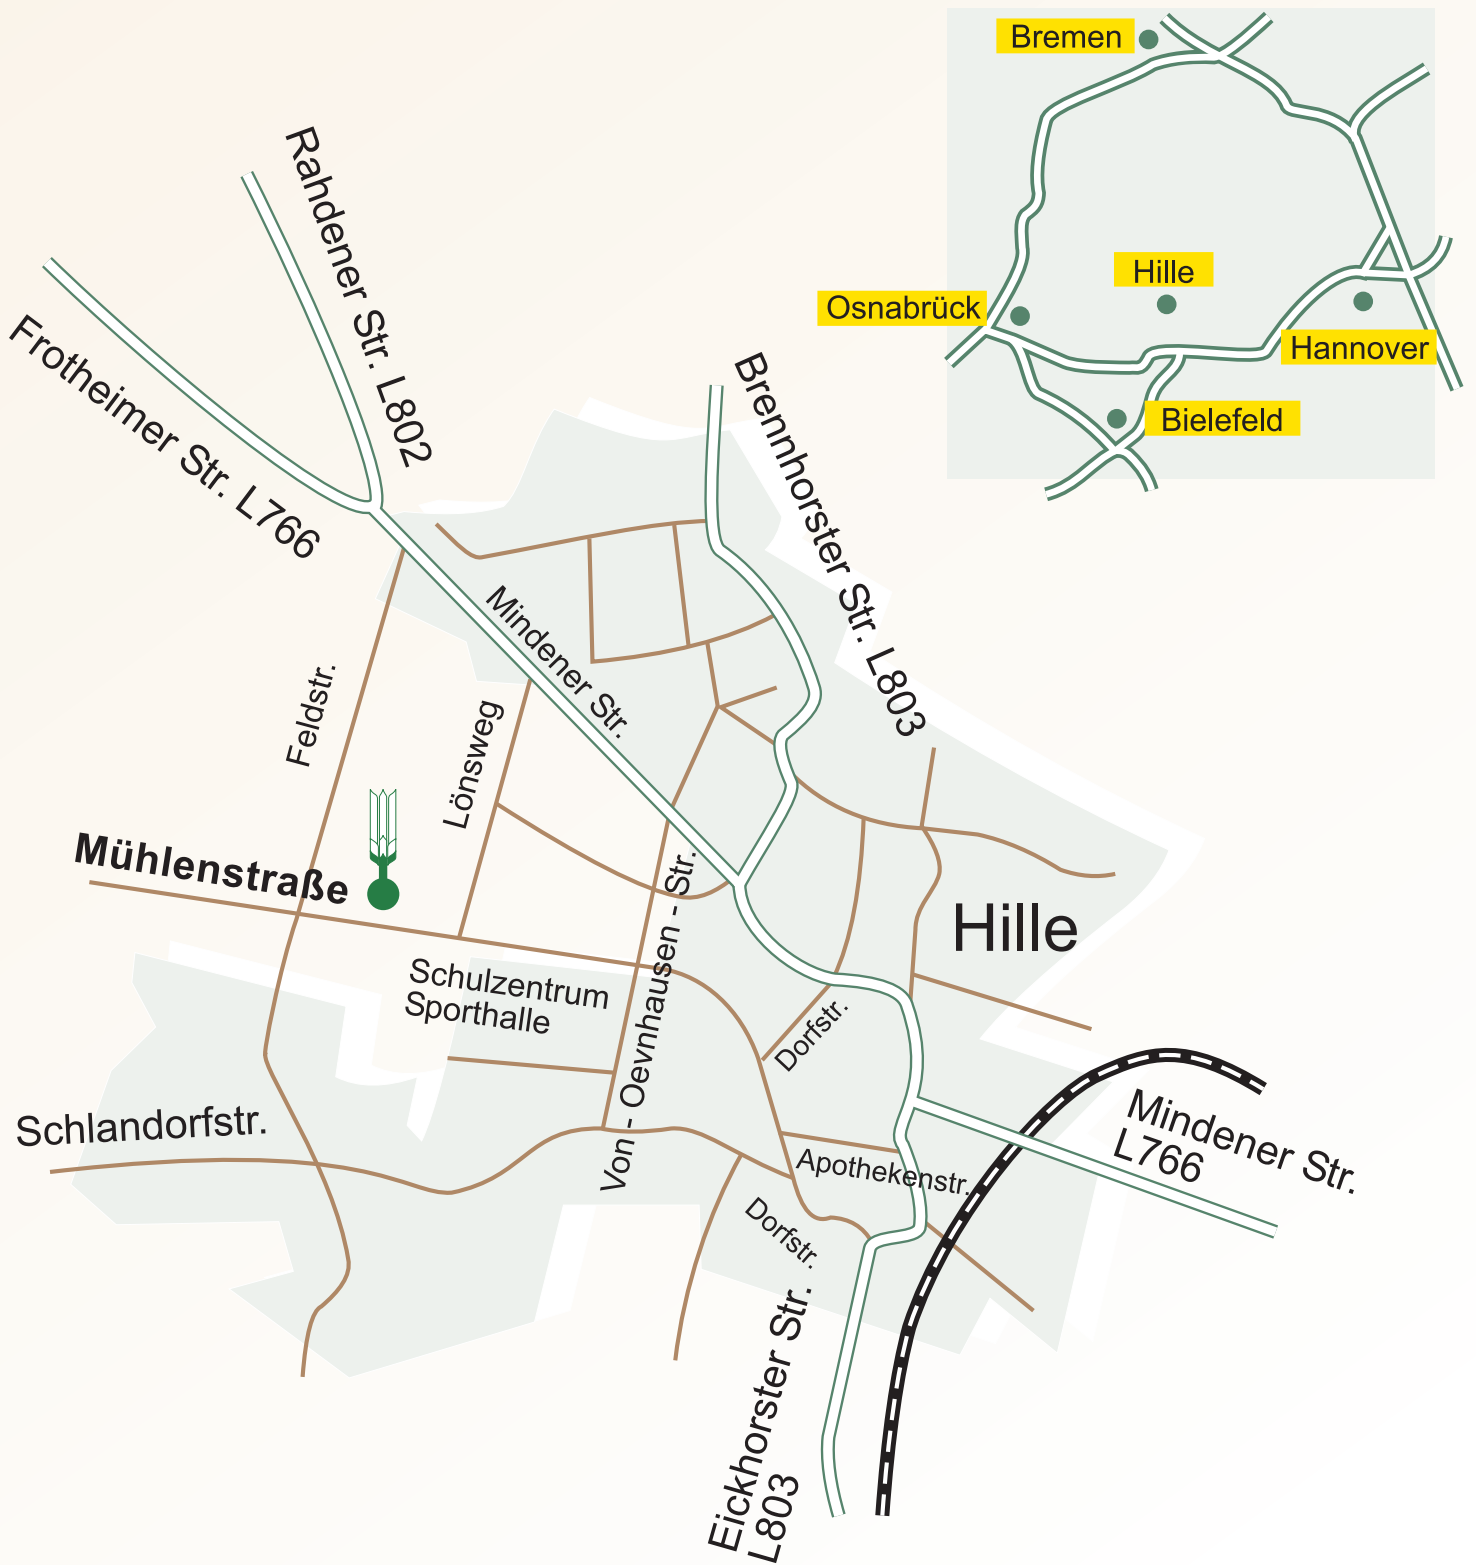 Bremen
Hille
Osnabrück
Hannover
Bielefeld
Rahdener Str. L802
Frotheimer Str. L766
Brennhorster Str. L803
Mindener Str.
Feldstr.
Lönsweg
Mühlenstraße
Von - Oevnhausen - Str.
Hille
Schulzentrum
Sporthalle
Dorfstr.
Schlandorfstr.
Mindener Str.
L766
Apothekenstr.
Dorfstr.
Eickhorster Str.
L803